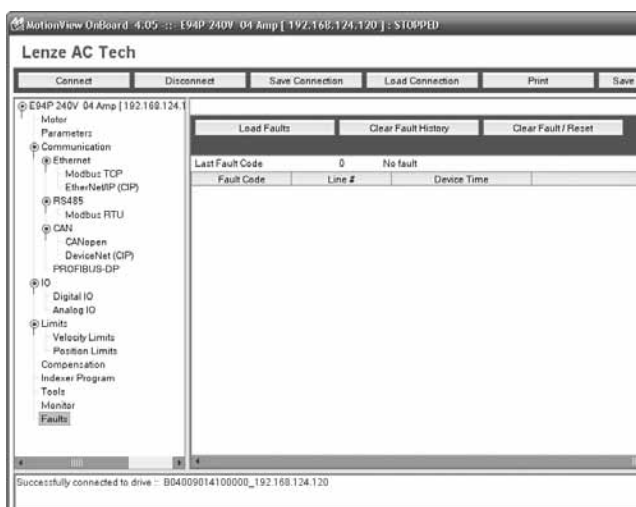 MotionView OnBoard 4.05 -::- E94P 240V 04 Amp [ 192.168.124.120 ] : STOPPED
Lenze AC Tech
Connect Disconnect Save Connection Load Connection Print Save
E94P 240V 04 Amp [192.168.124.1
Motor
Parameters
Communication
Ethernet
Modbus TCP
EtherNet/IP (CIP)
RS485
Modbus RTU
CAN
CANopen
DeviceNet (CIP)
PROFIBUS-DP
IO
Digital IO
Analog IO
Limits
Velocity Limits
Position Limits
Compensation
Indexer Program
Tools
Monitor
Faults
Load Faults Clear Fault History Clear Fault / Reset
Last Fault Code 0 No fault
Fault Code Line # Device Time
Successfully connected to drive :: B04009014100000_192.168.124.120